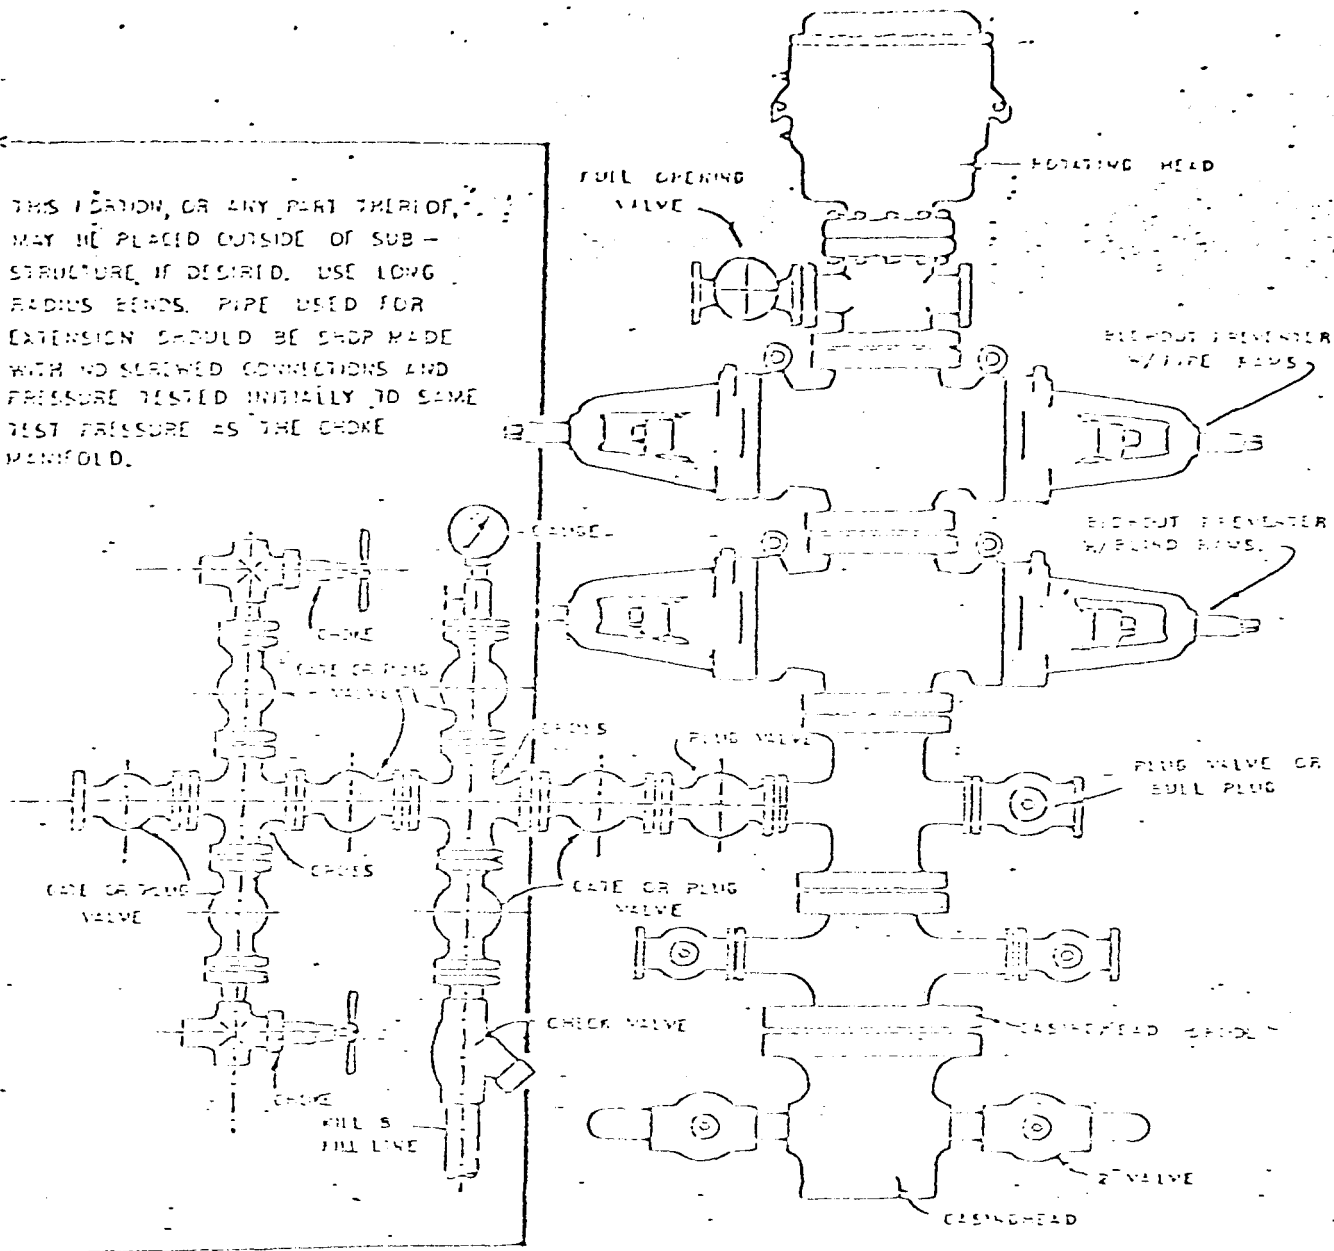 ROTATING HEAD
FULL OPENING
VALVE
THIS PORTION, OR ANY PART THEREOF,
MAY BE PLACED OUTSIDE OF SUB-
STRUCTURE IF DESIRED. USE LONG
RADIUS BENDS. PIPE USED FOR
EXTENSION SHOULD BE SHOP MADE
WITH NO SCREWED CONNECTIONS AND
PRESSURE TESTED INITIALLY TO SAME
TEST PRESSURE AS THE CHOKE
MANIFOLD.
BLOWOUT PREVENTER
W/PIPE RAMS
GAUGE
BLOWOUT PREVENTER
W/BLIND RAMS.
CHOKE
GATE OR PLUG
VALVE
CROSS
PLUG VALVE
PLUG VALVE OR
BULL PLUG
CROSS
GATE OR PLUG
VALVE
GATE OR PLUG
VALVE
CHECK VALVE
CASINGHEAD SPOOL
CHOKE
KILL &
FILL LINE
2" VALVE
CASINGHEAD